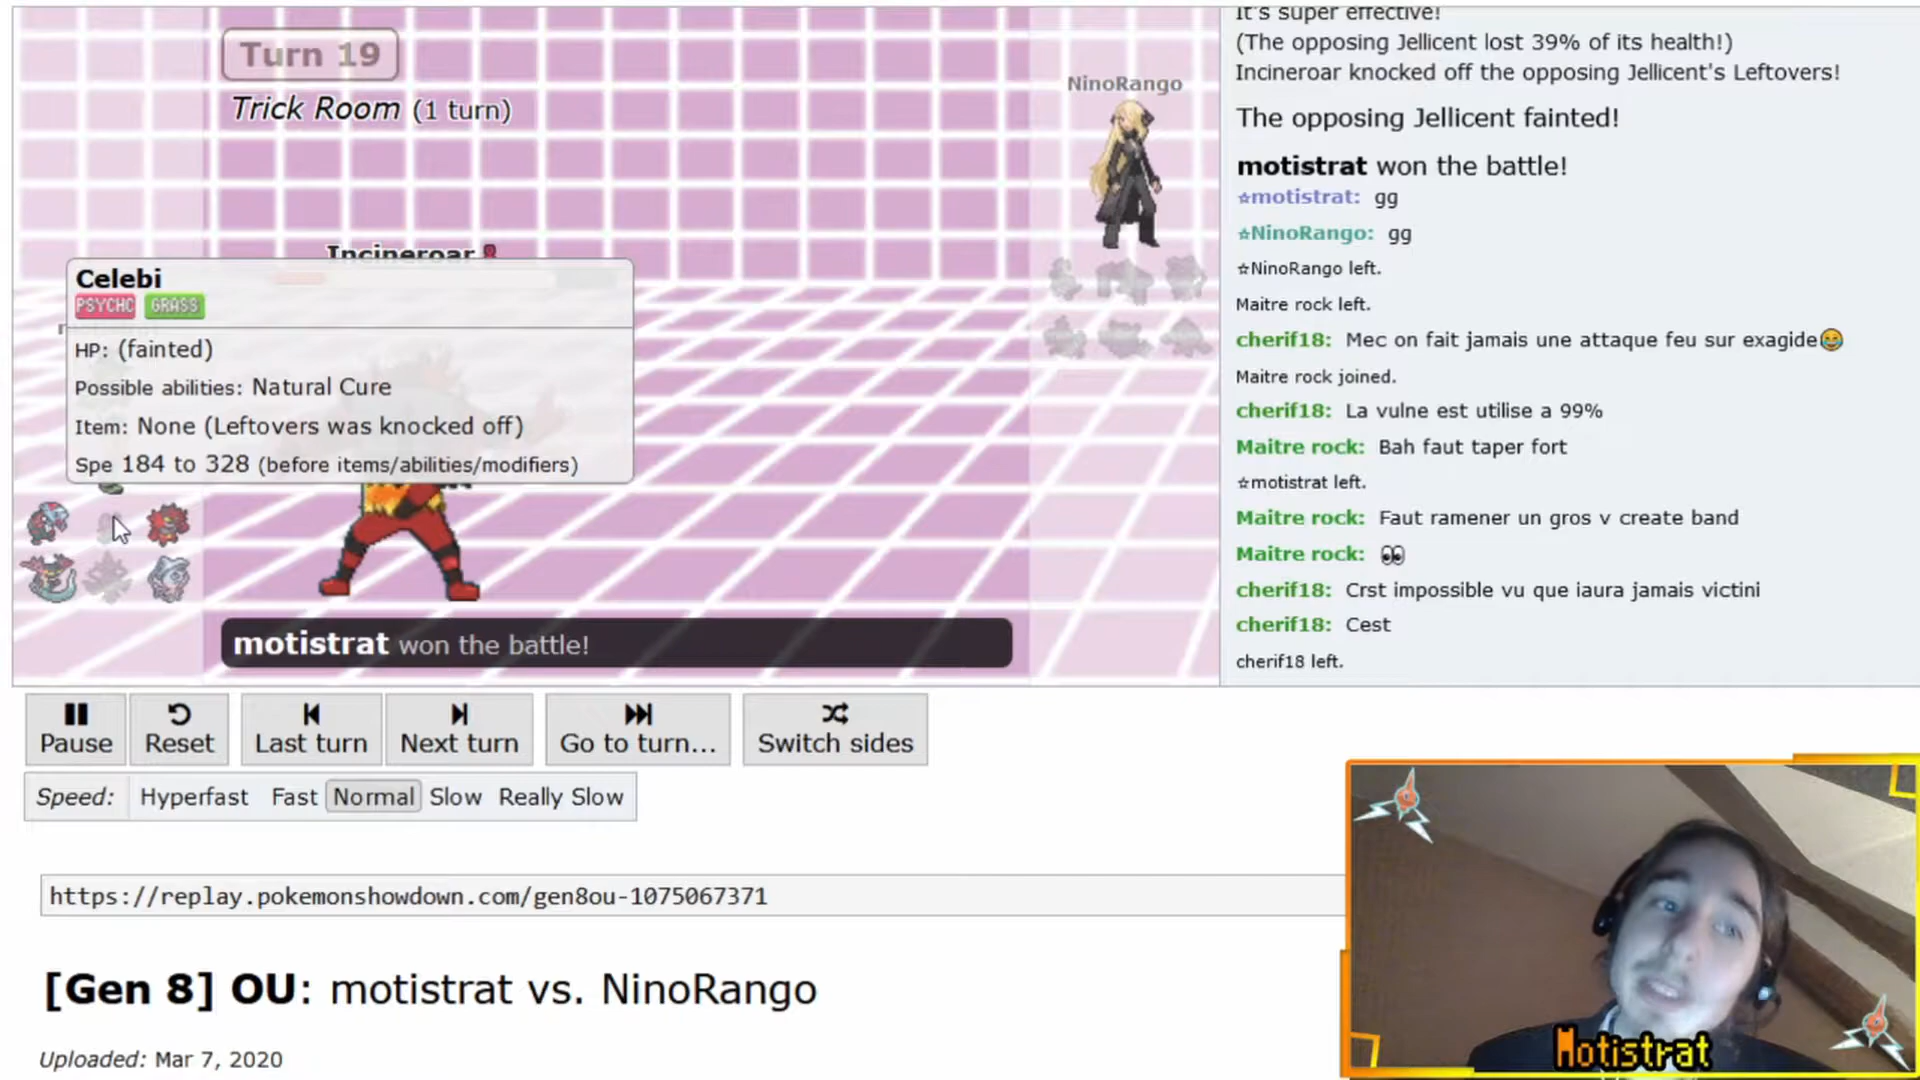 Turn 19
Trick Room (1 turn)
NinoRango
Incineroar
Celebi
PSYCHC GRASS
HP: (fainted)
Possible abilities: Natural Cure
Item: None (Leftovers was knocked off)
Spe 184 to 328 (before items/abilities/modifiers)
motistrat won the battle!
It's super effective!
(The opposing Jellicent lost 39% of its health!)
Incineroar knocked off the opposing Jellicent's Leftovers!
The opposing Jellicent fainted!
motistrat won the battle!
☆motistrat: gg
☆NinoRango: gg
☆NinoRango left.
Maitre rock left.
cherif18: Mec on fait jamais une attaque feu sur exagide😂
Maitre rock joined.
cherif18: La vulne est utilise a 99%
Maitre rock: Bah faut taper fort
☆motistrat left.
Maitre rock: Faut ramener un gros v create band
Maitre rock: 👀
cherif18: Crst impossible vu que iaura jamais victini
cherif18: Cest
cherif18 left.
Pause Reset Last turn Next turn Go to turn... Switch sides
Speed: Hyperfast Fast Normal Slow Really Slow
https://replay.pokemonshowdown.com/gen8ou-1075067371
[Gen 8] OU: motistrat vs. NinoRango
Uploaded: Mar 7, 2020
Motistrat